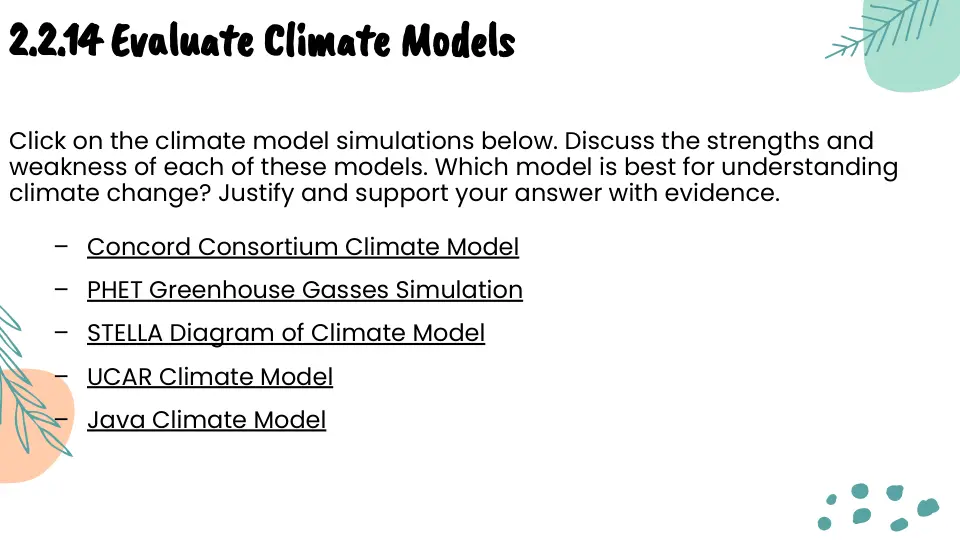 2.2.14 Evaluate Climate Models
Click on the climate model simulations below. Discuss the strengths and
weakness of each of these models. Which model is best for understanding
climate change? Justify and support your answer with evidence.
– Concord Consortium Climate Model
– PHET Greenhouse Gasses Simulation
– STELLA Diagram of Climate Model
– UCAR Climate Model
– Java Climate Model